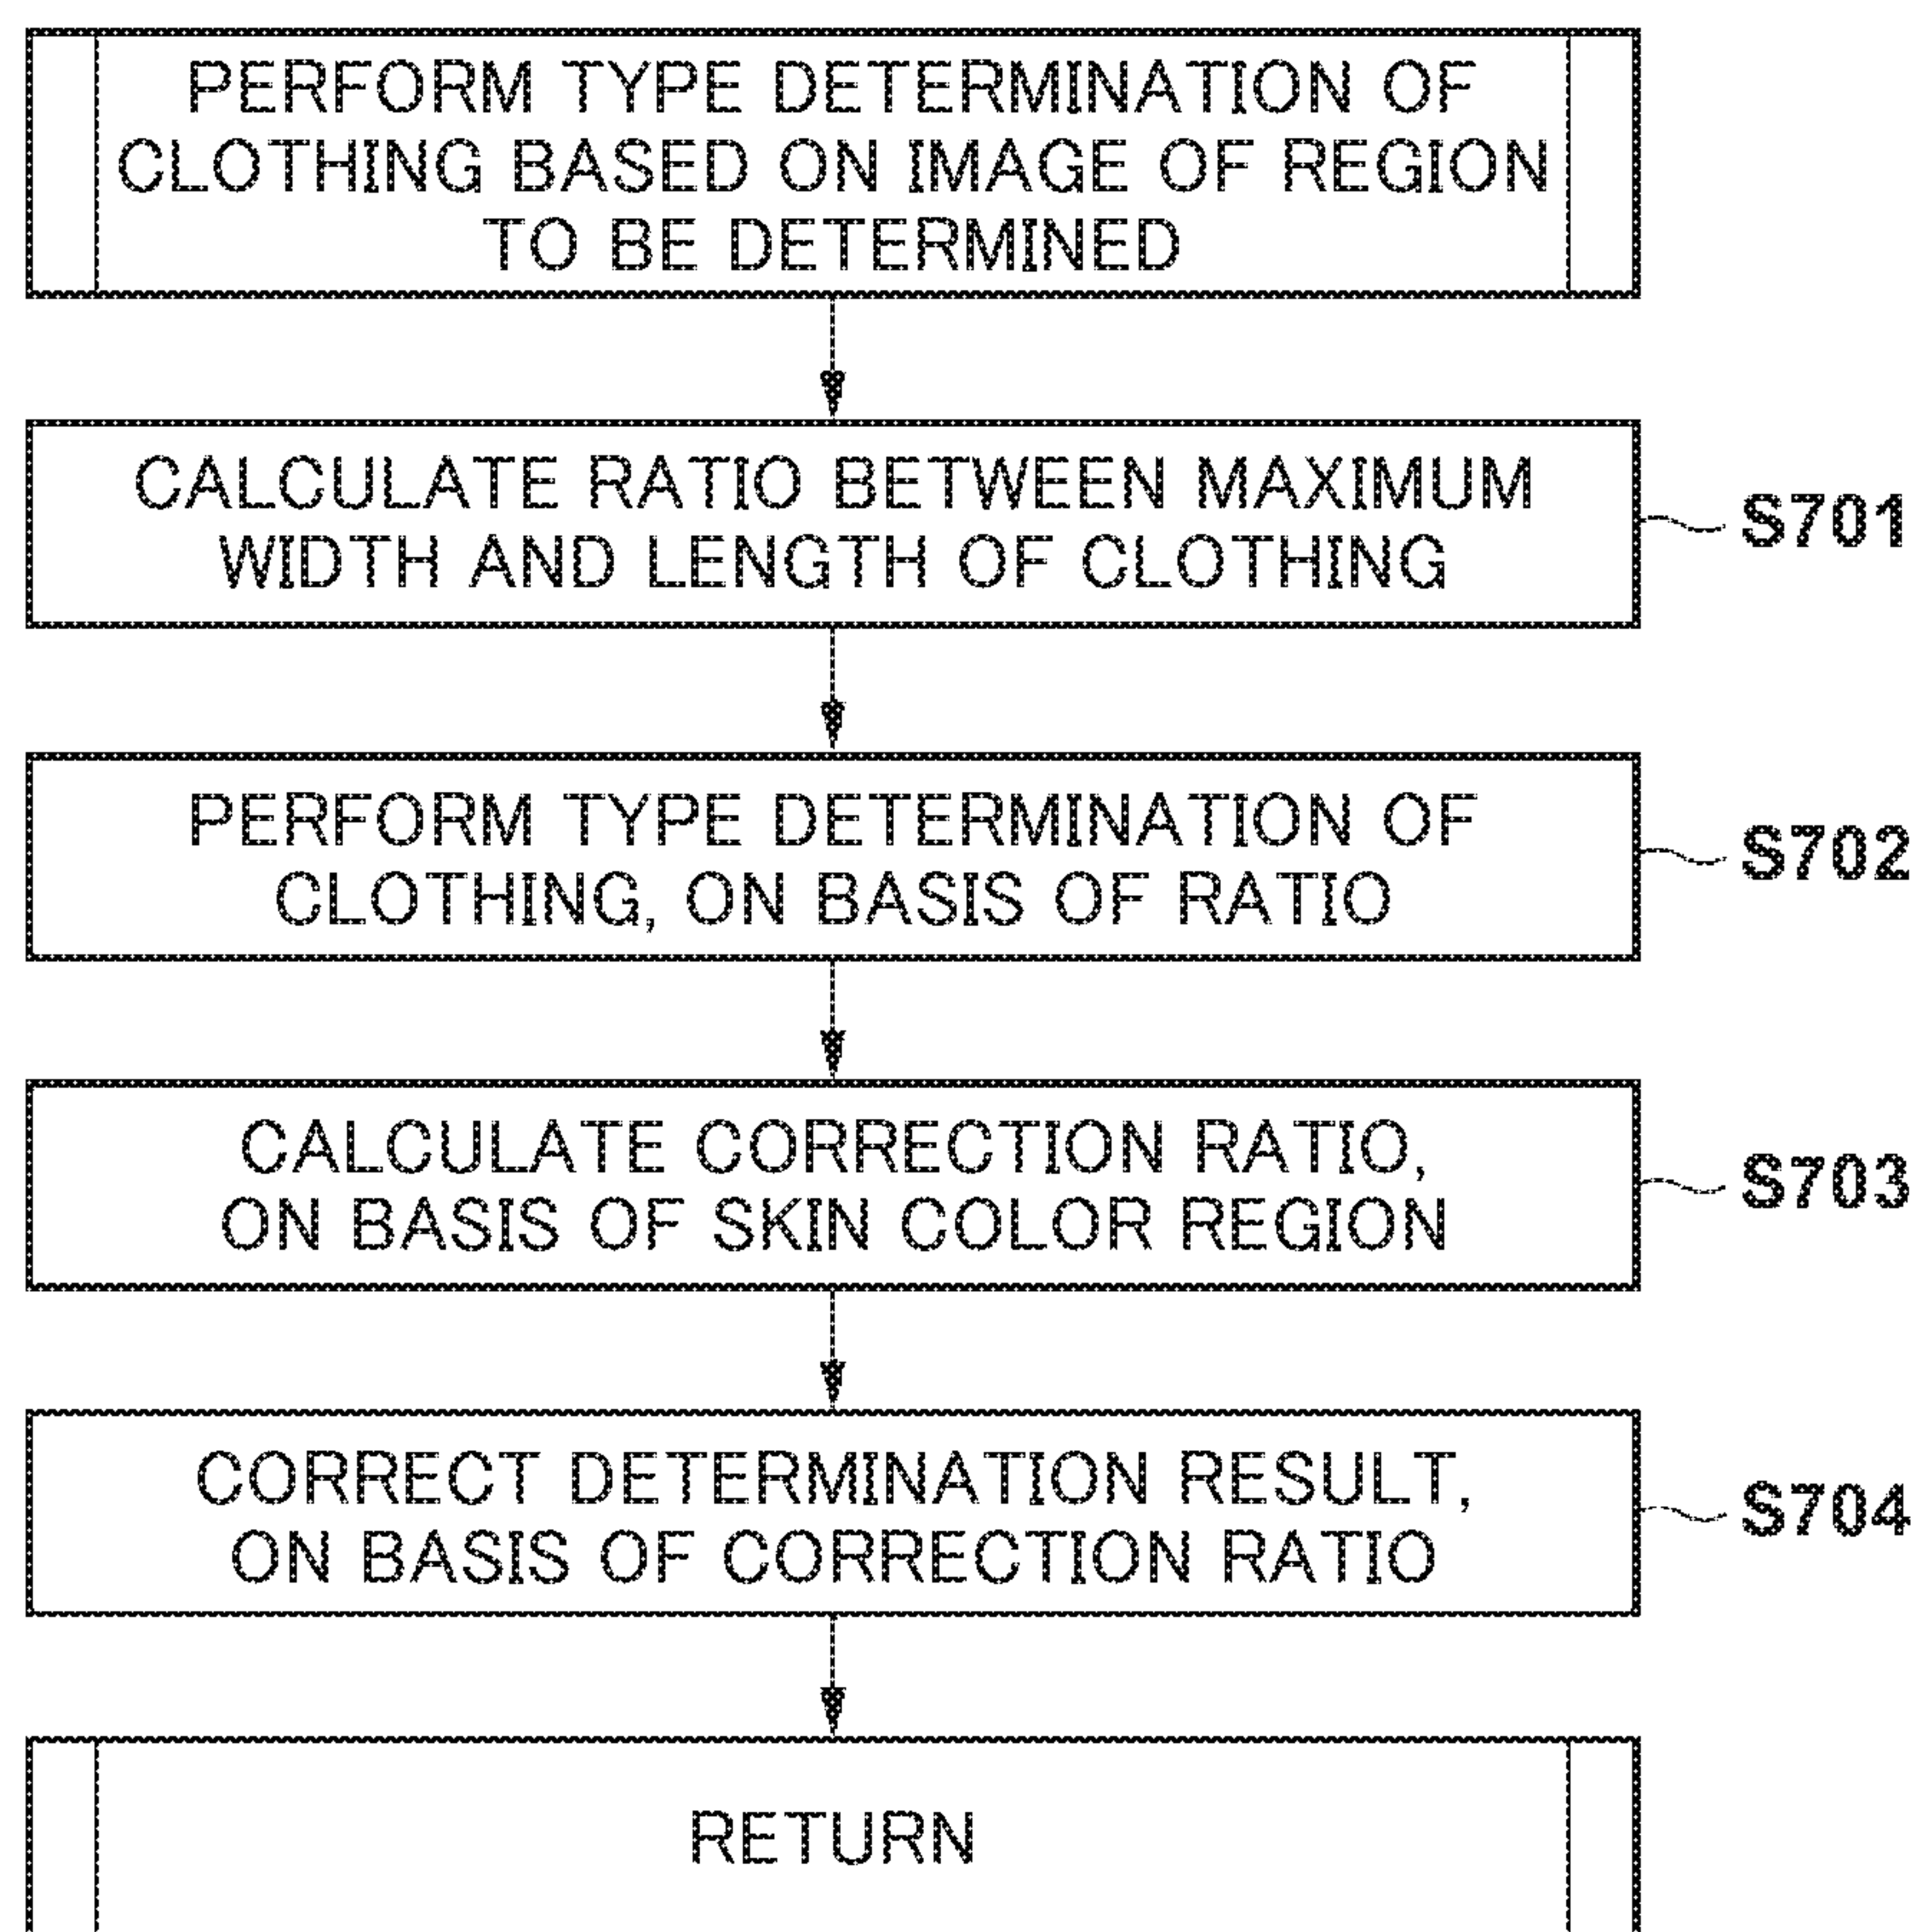 PERFORM TYPE DETERMINATION OF
CLOTHING BASED ON IMAGE OF REGION
TO BE DETERMINED
CALCULATE RATIO BETWEEN MAXIMUM
WIDTH AND LENGTH OF CLOTHING
S701
PERFORM TYPE DETERMINATION OF
CLOTHING, ON BASIS OF RATIO
S702
CALCULATE CORRECTION RATIO,
ON BASIS OF SKIN COLOR REGION
S703
CORRECT DETERMINATION RESULT,
ON BASIS OF CORRECTION RATIO
S704
RETURN